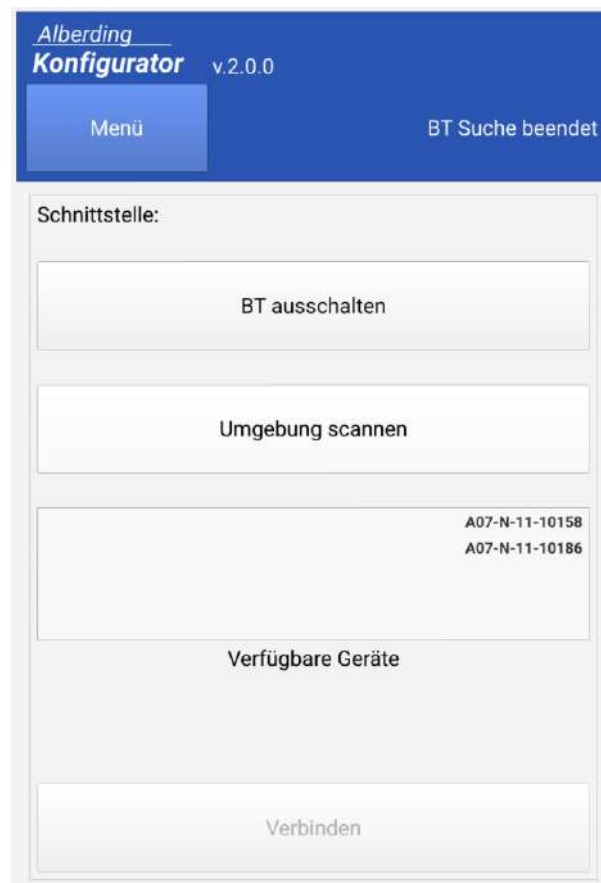 Alberding
Konfigurator v.2.0.0
Menü
BT Suche beendet
Schnittstelle:
BT ausschalten
Umgebung scannen
A07-N-11-10158
A07-N-11-10186
Verfügbare Geräte
Verbinden